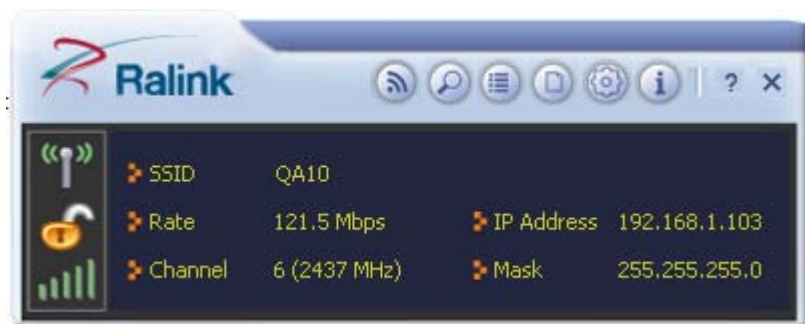 Ralink
? ×
SSID QA10
Rate 121.5 Mbps IP Address 192.168.1.103
Channel 6 (2437 MHz) Mask 255.255.255.0